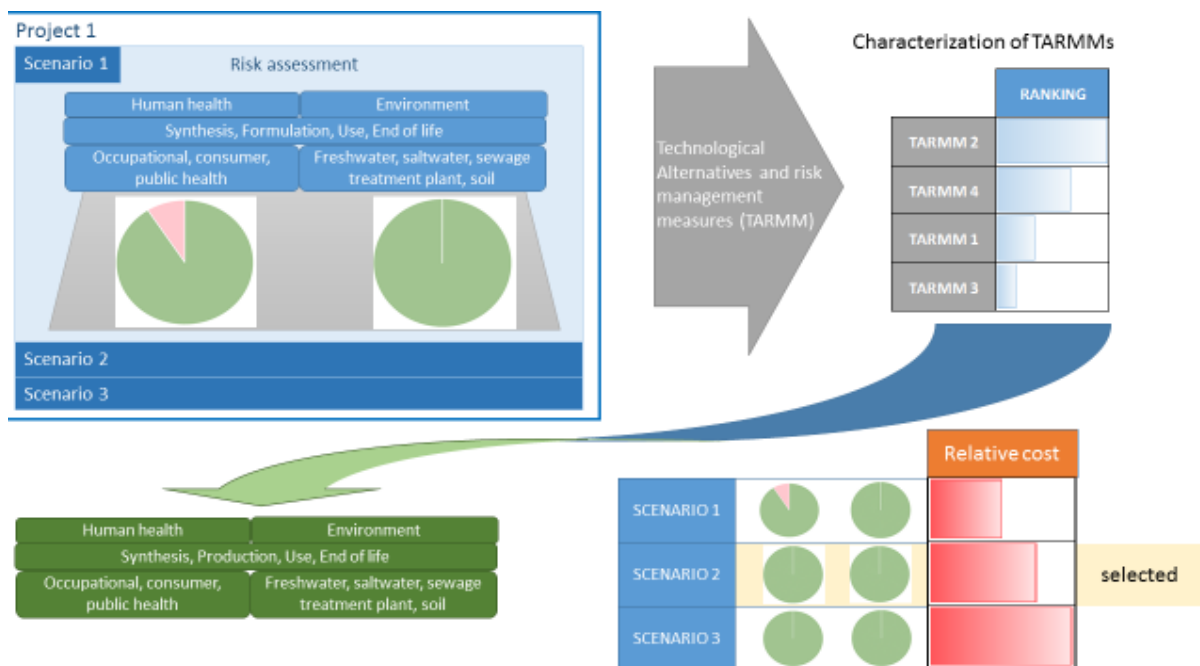 Project 1
Scenario 1
Risk assessment
Human health
Environment
Synthesis, Formulation, Use, End of life
Occupational, consumer,
public health
Freshwater, saltwater, sewage
treatment plant, soil
Scenario 2
Scenario 3
Technological
Alternatives and risk
management
measures (TARMM)
Characterization of TARMMs
RANKING
TARMM 2
TARMM 4
TARMM 1
TARMM 3
Human health
Environment
Synthesis, Production, Use, End of life
Occupational, consumer,
public health
Freshwater, saltwater, sewage
treatment plant, soil
Relative cost
SCENARIO 1
SCENARIO 2
selected
SCENARIO 3